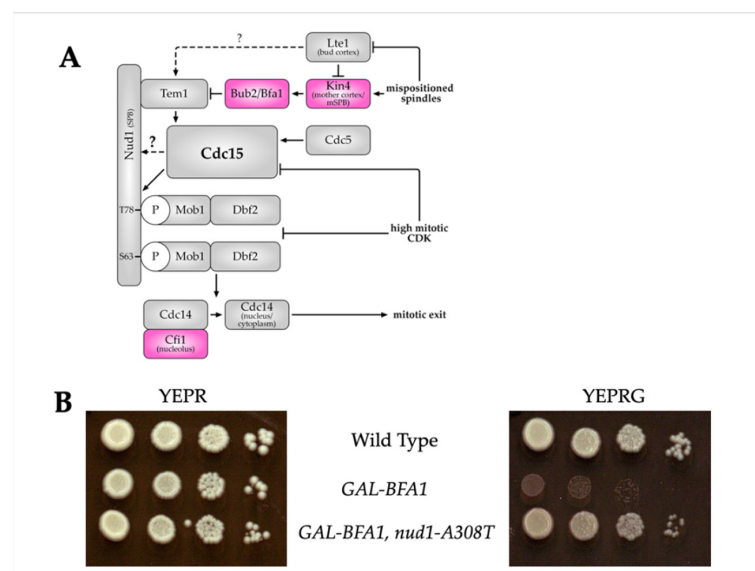 A
?
Lte1
(bud cortex)
Tem1
Bub2/Bfa1
Kin4
(mother cortex/
mSPB)
mispositioned
spindles
Nud1 (SPB)
?
Cdc15
Cdc5
T78
P
Mob1
Dbf2
high mitotic
CDK
S63
P
Mob1
Dbf2
Cdc14
Cdc14
(nucleus/
cytoplasm)
mitotic exit
Cfi1
(nucleolus)
B
YEPR
YEPRG
Wild Type
GAL-BFA1
GAL-BFA1, nud1-A308T